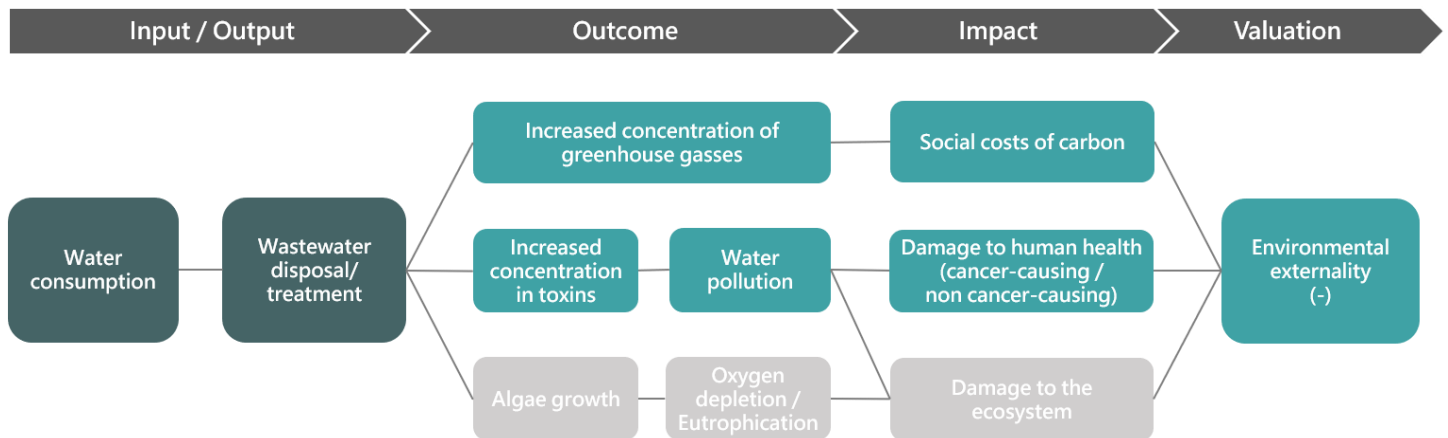 Input / Output
Outcome
Impact
Valuation
Increased concentration of
greenhouse gasses
Social costs of carbon
Water
consumption
Wastewater
disposal/
treatment
Increased
concentration
in toxins
Water
pollution
Damage to human health
(cancer-causing /
non cancer-causing)
Environmental
externality
(-)
Algae growth
Oxygen
depletion /
Eutrophication
Damage to the
ecosystem